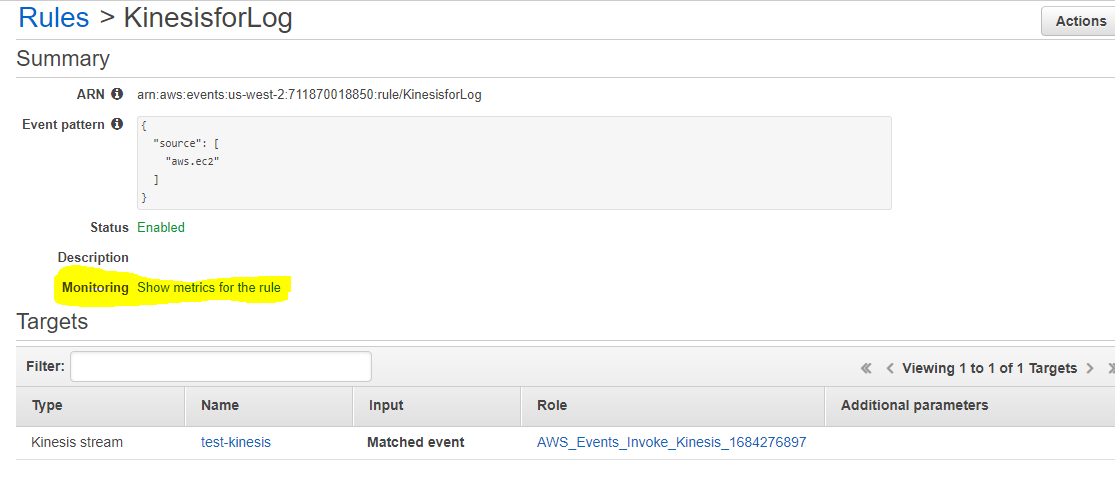 Rules > KinesisforLog
Actions
Summary
ARN arn:aws:events:us-west-2:711870018850:rule/KinesisforLog
Event pattern {
"source": [
"aws.ec2"
]
}
Status Enabled
Description
Monitoring Show metrics for the rule
Targets
Filter: « < Viewing 1 to 1 of 1 Targets > »
Type Name Input Role Additional parameters
Kinesis stream test-kinesis Matched event AWS_Events_Invoke_Kinesis_1684276897